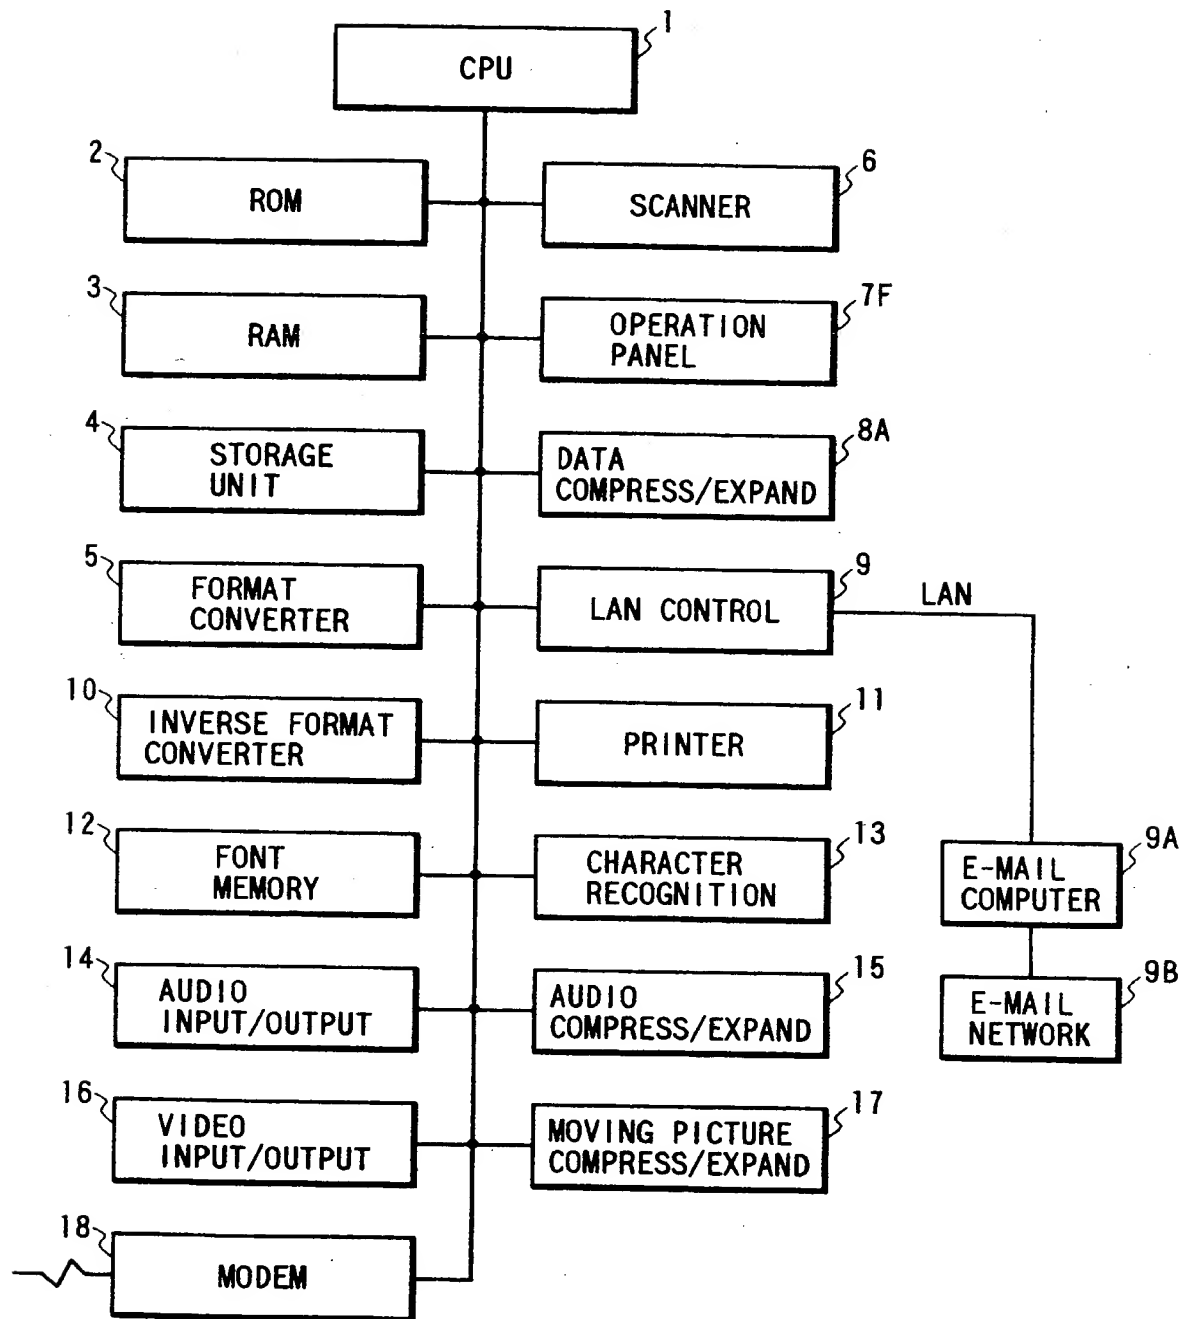 1
CPU
2
ROM
6
SCANNER
3
RAM
7F
OPERATION
PANEL
4
STORAGE
UNIT
8A
DATA
COMPRESS/EXPAND
5
FORMAT
CONVERTER
9
LAN CONTROL
LAN
10
INVERSE FORMAT
CONVERTER
11
PRINTER
12
FONT
MEMORY
13
CHARACTER
RECOGNITION
9A
E-MAIL
COMPUTER
14
AUDIO
INPUT/OUTPUT
15
AUDIO
COMPRESS/EXPAND
9B
E-MAIL
NETWORK
16
VIDEO
INPUT/OUTPUT
17
MOVING PICTURE
COMPRESS/EXPAND
18
MODEM